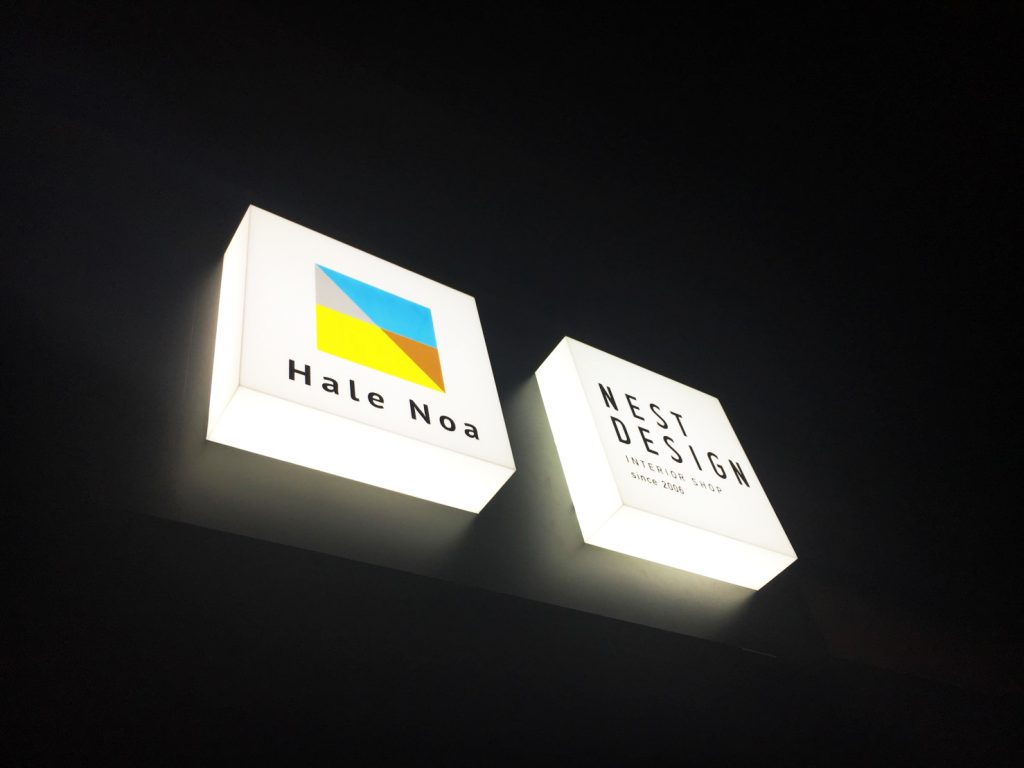 Hale Noa
NEST
DESIGN
INTERIOR SHOP
since 2006